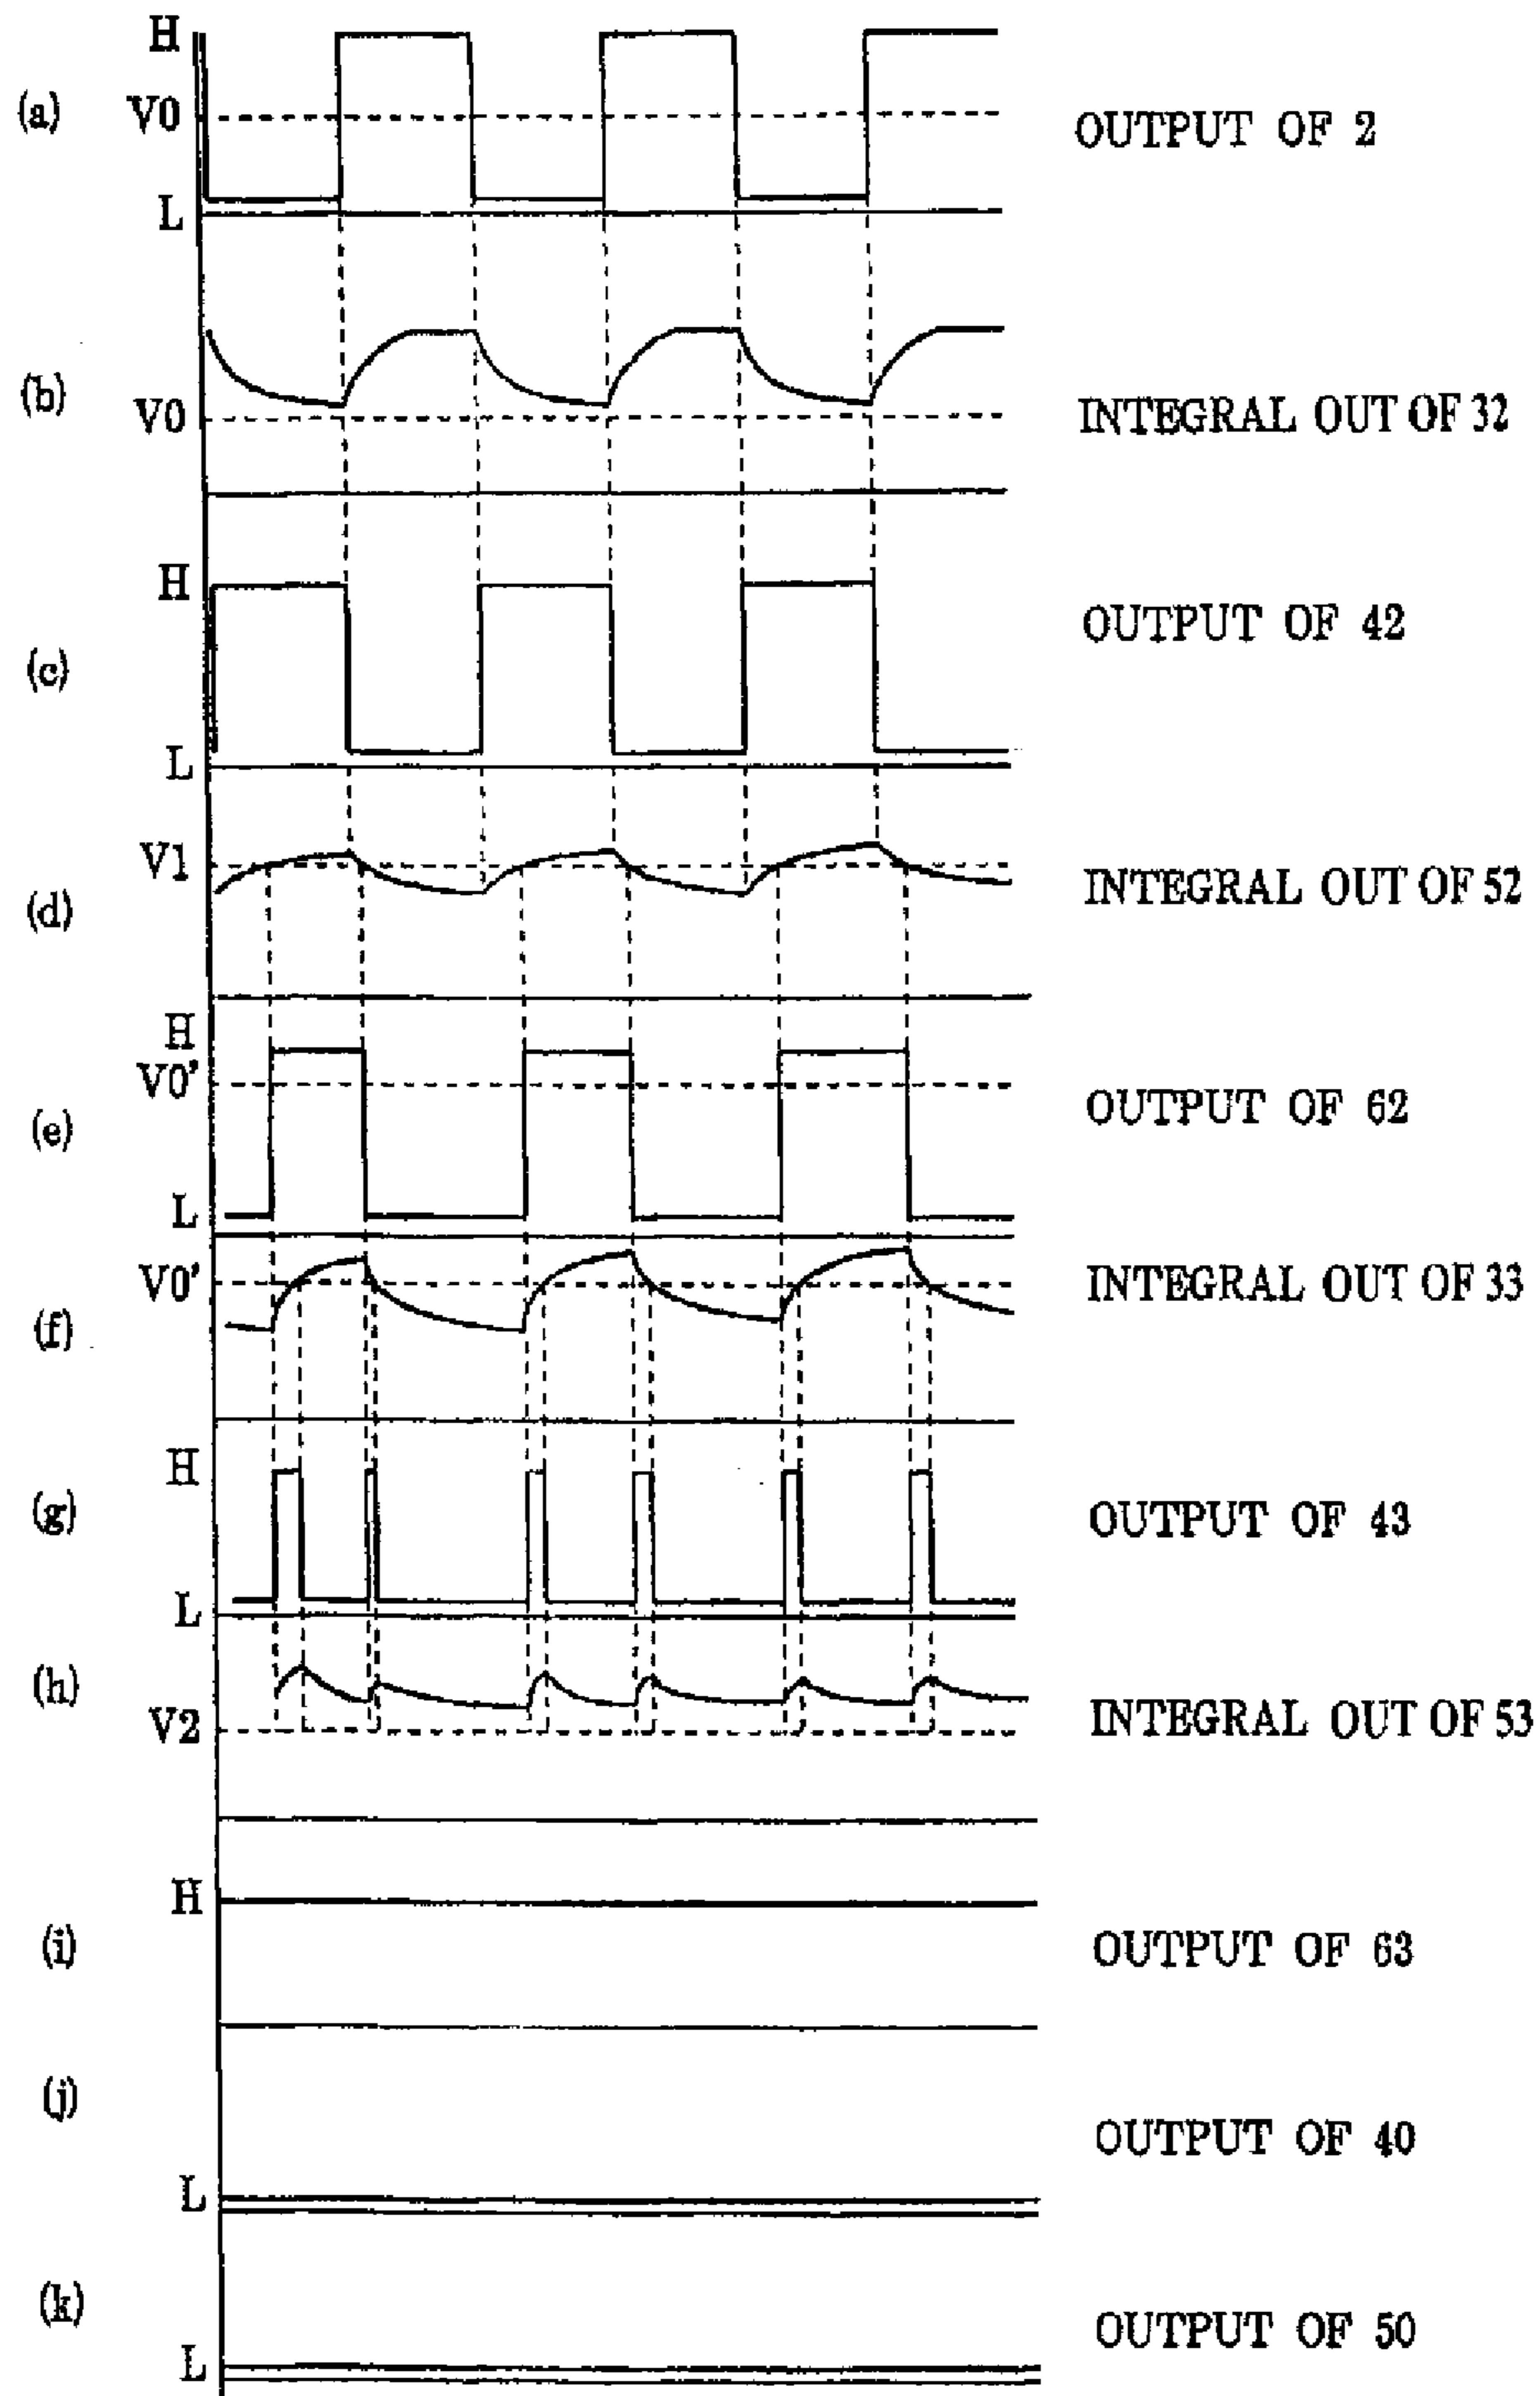 H
(a) V0 OUTPUT OF 2
L
(b) V0 INTEGRAL OUT OF 32
H
OUTPUT OF 42
(c)
L
V1
INTEGRAL OUT OF 52
(d)
H
V0'
(e) OUTPUT OF 62
L
V0' INTEGRAL OUT OF 33
(f)
H
(g) OUTPUT OF 43
L
(h)
V2 INTEGRAL OUT OF 53
H
(i) OUTPUT OF 63
(j)
OUTPUT OF 40
L
(k)
OUTPUT OF 50
L